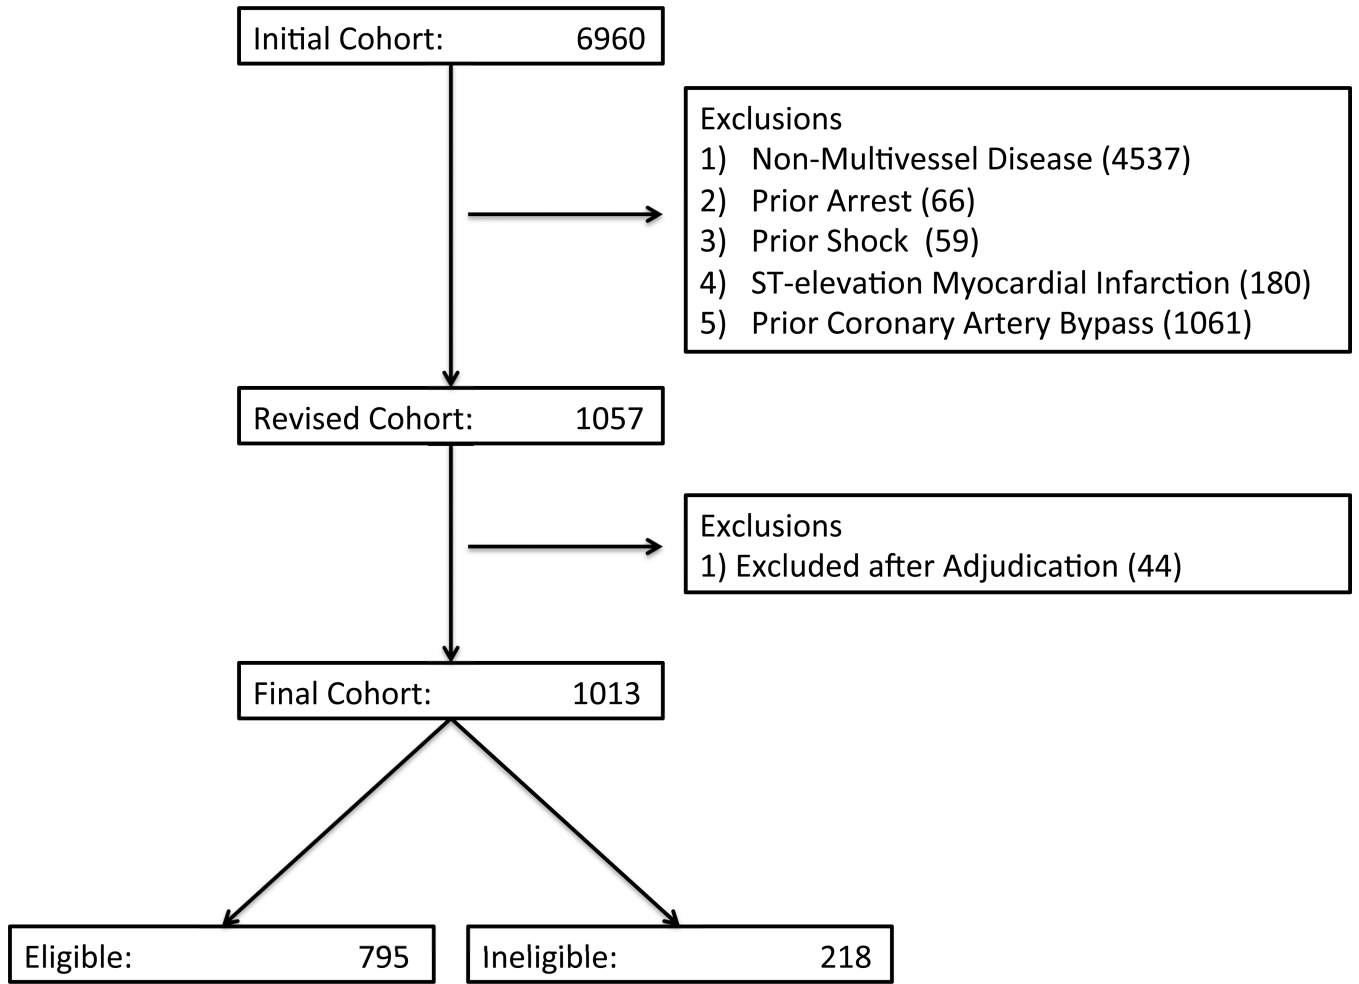 Initial Cohort: 6960
Exclusions
1) Non-Multivessel Disease (4537)
2) Prior Arrest (66)
3) Prior Shock (59)
4) ST-elevation Myocardial Infarction (180)
5) Prior Coronary Artery Bypass (1061)
Revised Cohort: 1057
Exclusions
1) Excluded after Adjudication (44)
Final Cohort: 1013
Eligible: 795
Ineligible: 218